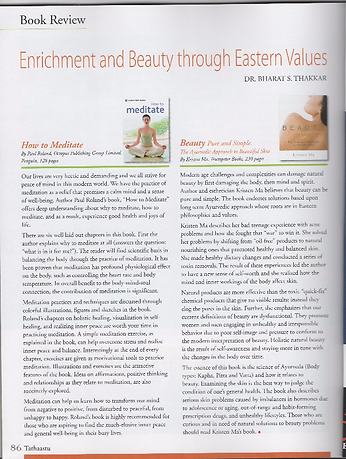 Book Review
Enrichment and Beauty through Eastern Values
DR. BHARAT S. THAKKAR
How to
meditate
BEAUTY
Kristen Ma
How to Meditate
By Paul Roland, Octopus Publishing Group Limited,
Penguin, 128 pages
Our lives are very hectic and demanding and we all strive for
peace of mind in this modern world. We have the practice
of meditation as a relief that promises a calm mind and a sense
of well-being. Author Paul Roland's book, "How to Meditate"
offers deep understanding about why to meditate, how to
meditate, and as a result, experience good health and joys of
life.
There are six well laid out chapters in this book. First the
author explains why to meditate at all (answers the question:
"what is in it for me?"). The reader will find scientific basis in
balancing the body through the practice of meditation. It has
been proven that meditation has profound physiological effect
on the body, such as controlling the heart rate and body
temperature. In overall benefit to the body-mind-soul
connection, the contribution of meditation is significant.
Meditation practices and techniques are discussed through
colorful illustrations, figures and sketches in the book.
Roland's chapters on holistic healing, visualization in self-
healing, and realizing inner peace are worth your time in
practicing meditation. A simple meditation exercise, as
explained in the book, can help overcome stress and realize
inner peace and balance. Interestingly at the end of every
chapter, exercises are given as motivational tools to practice
meditation. Illustrations and exercises are the attractive
features of the book. Ideas on affirmations, positive thinking
and relationships as they relate to meditation, are also
succinctly explored.
Meditation can help us learn how to transform our mind
from negative to positive, from disturbed to peaceful, from
unhappy to happy. Roland's book is highly recommended for
those who are aspiring to find the much-elusive inner peace
and general well-being in their busy lives.
Beauty Pure and Simple.
The Ayurvedic Approach to Beautiful Skin
By Kristen Ma, Trumpeter Books, 230 pages
Modern age challenges and complexities can damage natural
beauty by first damaging the body, then mind and spirit.
Author and esthetician Kristen Ma believes that beauty can be
pure and simple. The book endorses solutions based upon
long-term Ayurvedic approach whose roots are in Eastern
philosophies and values.
Kristen Ma describes her bad teenage experience with acne
problems and how she fought that "war" to win it. She solved
her problems by shifting from "oil free" products to natural
nourishing ones that promoted healthy and balanced skin.
She made healthy dietary changes and conducted a series of
toxin removals. The result of these experiences led the author
to have a new sense of self-worth and she realized how the
mind and inner workings of the body affect skin.
Natural products are more effective than the toxic "quick-fix"
chemical products that give no visible results; instead they
clog the pores in the skin. Further, she emphasizes that our
current definitions of beauty are dysfunctional. They promote
women and men engaging in unhealthy and irresponsible
behavior due to poor self-image and pressure to conform to
the modern interpretation of beauty. Holistic natural beauty
is the result of self-awareness and staying more in tune with
the changes in the body over time.
The essence of this book is the science of Ayurveda (Body
types: Kapha, Pitta and Vata) and how it relates to
beauty. Examining the skin is the best way to judge the
condition of one's general health. The book also describes
serious skin problems caused by imbalances in hormones due
to adolescence or aging, out-of-range and habit-forming
prescription drugs, and unhealthy lifestyles. Those who are
curious and in need of natural solutions to beauty problems
should read Kristen Ma's book.
86 Tathaastu